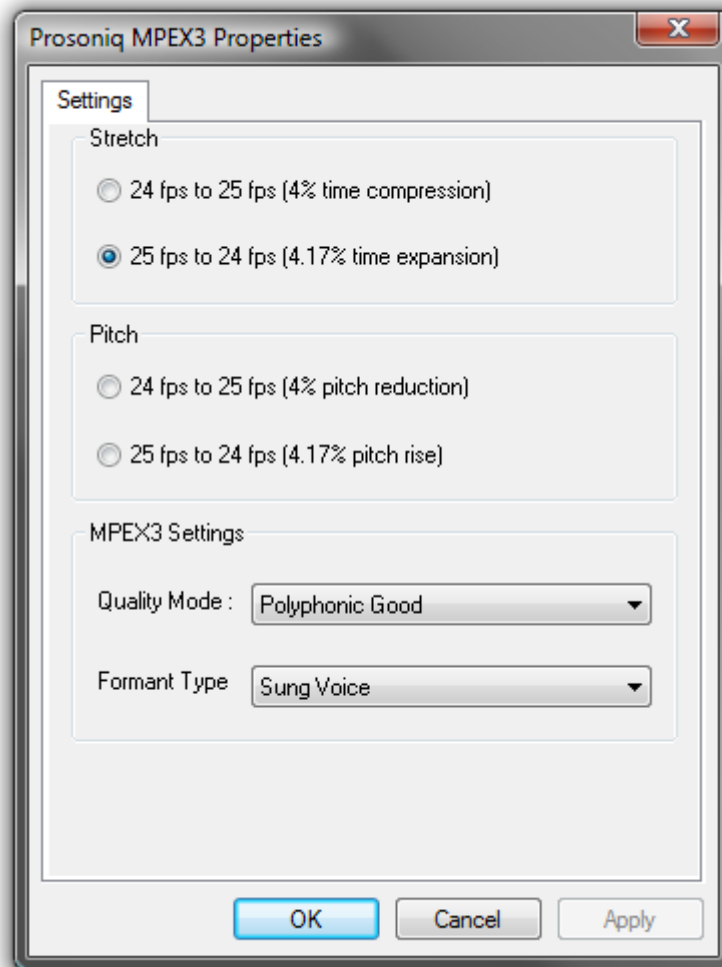 Prosoniq MPEX3 Properties
Settings
Stretch
24 fps to 25 fps (4% time compression)
25 fps to 24 fps (4.17% time expansion)
Pitch
24 fps to 25 fps (4% pitch reduction)
25 fps to 24 fps (4.17% pitch rise)
MPEX3 Settings
Quality Mode : Polyphonic Good
Formant Type Sung Voice
OK Cancel Apply